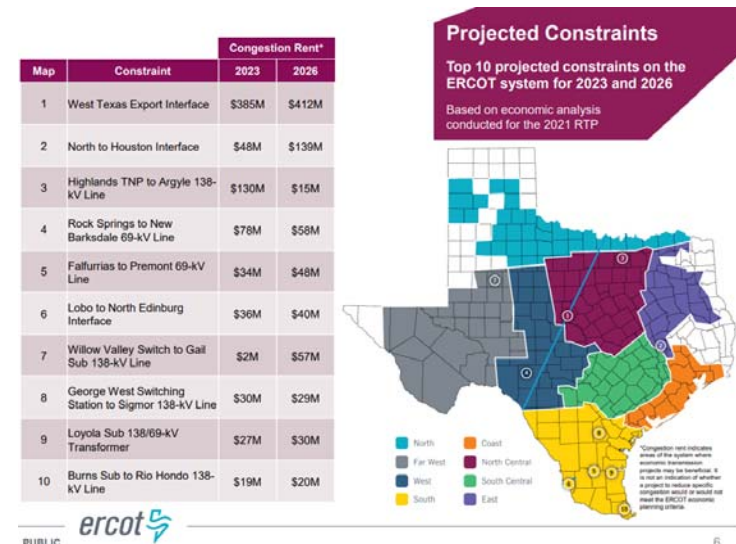 Congestion Rent*
Map Constraint 2023 2026
1 West Texas Export Interface $385M $412M
2 North to Houston Interface $48M $139M
3 Highlands TNP to Argyle 138-
kV Line $130M $15M
4 Rock Springs to New
Barksdale 69-kV Line $78M $58M
5 Falfurrias to Premont 69-kV
Line $34M $48M
6 Lobo to North Edinburg
Interface $36M $40M
7 Willow Valley Switch to Gail
Sub 138-kV Line $2M $57M
8 George West Switching
Station to Sigmor 138-kV Line $30M $29M
9 Loyola Sub 138/69-kV
Transformer $27M $30M
10 Burns Sub to Rio Hondo 138-
kV Line $19M $20M
Projected Constraints
Top 10 projected constraints on the
ERCOT system for 2023 and 2026
Based on economic analysis
conducted for the 2021 RTP
North Coast
Far West North Central
West South Central
South East
*Congestion rent indicates
areas of the system where
economic transmission
projects may be beneficial. It
is not an indication of whether
a project to reduce specific
congestion would or would not
meet the ERCOT economic
planning criteria.
PUBLIC
ercot
6